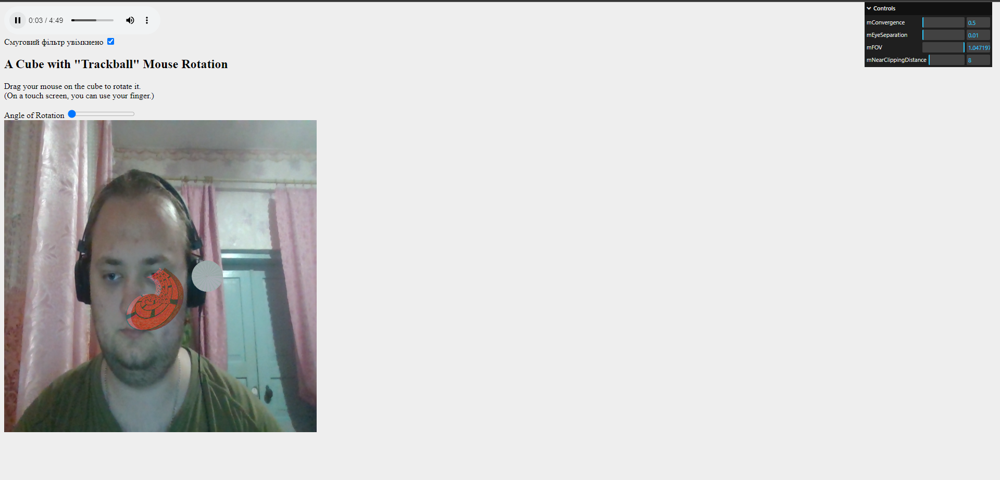 0:03 / 4:49
Смуговий фільтр увімкнено
A Cube with "Trackball" Mouse Rotation
Drag your mouse on the cube to rotate it.
(On a touch screen, you can use your finger.)
Angle of Rotation
Controls
mConvergence 0.5
mEyeSeparation 0.01
mFOV 1.047197
mNearClippingDistance 8